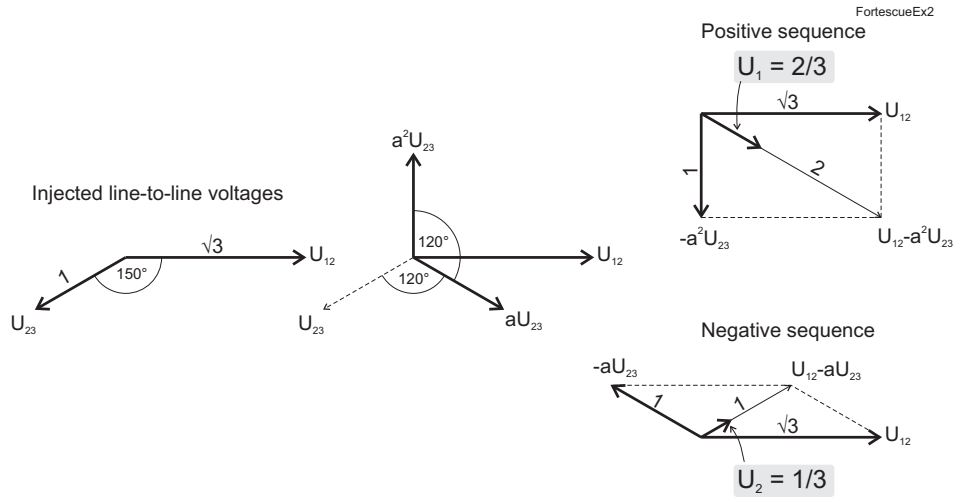 FortescueEx2
Positive sequence
U₁ = 2/3
√3
U₁₂
1
2
-a²U₂₃
U₁₂-a²U₂₃
Injected line-to-line voltages
√3
U₁₂
1
150°
U₂₃
a²U₂₃
120°
120°
U₁₂
U₂₃
aU₂₃
Negative sequence
-aU₂₃
U₁₂-aU₂₃
1
1
√3
U₁₂
U₂ = 1/3